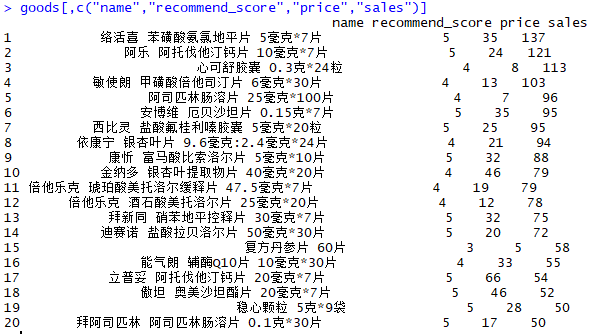 > goods[,c("name","recommend_score","price","sales")]
name recommend_score price sales
1 络活喜 苯磺酸氨氯地平片 5毫克*7片 5 35 137
2 阿乐 阿托伐他汀钙片 10毫克*7片 5 24 121
3 心可舒胶囊 0.3克*24粒 4 8 113
4 敏使朗 甲磺酸倍他司汀片 6毫克*30片 4 13 103
5 阿司匹林肠溶片 25毫克*100片 4 7 96
6 安博维 厄贝沙坦片 0.15克*7片 5 35 95
7 西比灵 盐酸氟桂利嗪胶囊 5毫克*20粒 5 25 95
8 依康宁 银杏叶片 9.6毫克:2.4毫克*24片 4 21 94
9 康忻 富马酸比索洛尔片 5毫克*10片 5 32 88
10 金纳多 银杏叶提取物片 40毫克*20片 4 46 79
11 倍他乐克 琥珀酸美托洛尔缓释片 47.5毫克*7片 4 19 79
12 倍他乐克 酒石酸美托洛尔片 25毫克*20片 4 12 78
13 拜新同 硝苯地平控释片 30毫克*7片 5 32 75
14 迪赛诺 盐酸拉贝洛尔片 50毫克*30片 5 20 72
15 复方丹参片 60片 3 5 58
16 能气朗 辅酶Q10片 10毫克*30片 4 33 55
17 立普妥 阿托伐他汀钙片 20毫克*7片 5 66 54
18 傲坦 奥美沙坦酯片 20毫克*7片 5 46 52
19 稳心颗粒 5克*9袋 5 28 50
20 拜阿司匹林 阿司匹林肠溶片 0.1克*30片 5 17 50